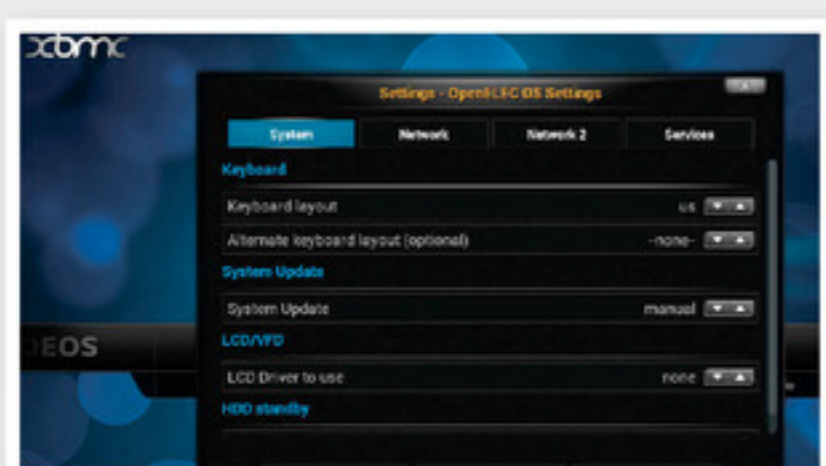 xbmc
Settings - OpenELEC OS Settings
System Network Network 2 Services
Keyboard
Keyboard layout us
Alternate keyboard layout (optional) -none-
System Update
System Update manual
LCD/VFD
DEOS
LCD Driver to use none
HDD standby